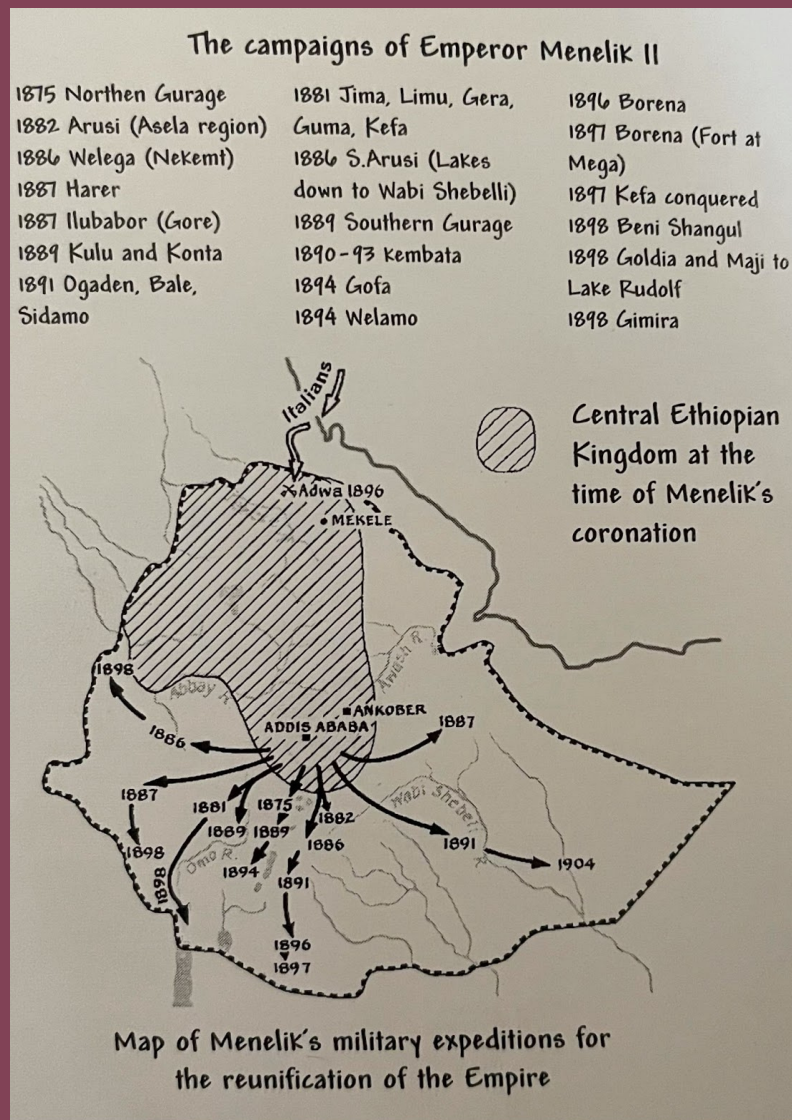 The campaigns of Emperor Menelik II
1875 Northen Gurage
1882 Arusi (Asela region)
1886 Welega (Nekemt)
1887 Harer
1887 Ilubabor (Gore)
1889 Kulu and Konta
1891 Ogaden, Bale,
Sidamo
1881 Jima, Limu, Gera,
Guma, Kefa
1886 S.Arusi (Lakes
down to Wabi Shebelli)
1889 Southern Gurage
1890-93 Kembata
1894 Gofa
1894 Welamo
1896 Borena
1897 Borena (Fort at
Mega)
1897 Kefa conquered
1898 Beni Shangul
1898 Goldia and Maji to
Lake Rudolf
1898 Gimira
Italians
Central Ethiopian
Kingdom at the
time of Menelik's
coronation
Adwa 1896
MEKELE
Awash R.
1898
Abbay R
ANKOBER
ADDIS ABABA
1887
1886
1887
1881
1875
1882
Wabi Shebeli R
1889
1889
1886
1891
1898
Omo R.
1894
1904
1898
1891
1896
1897
Map of Menelik's military expeditions for
the reunification of the Empire